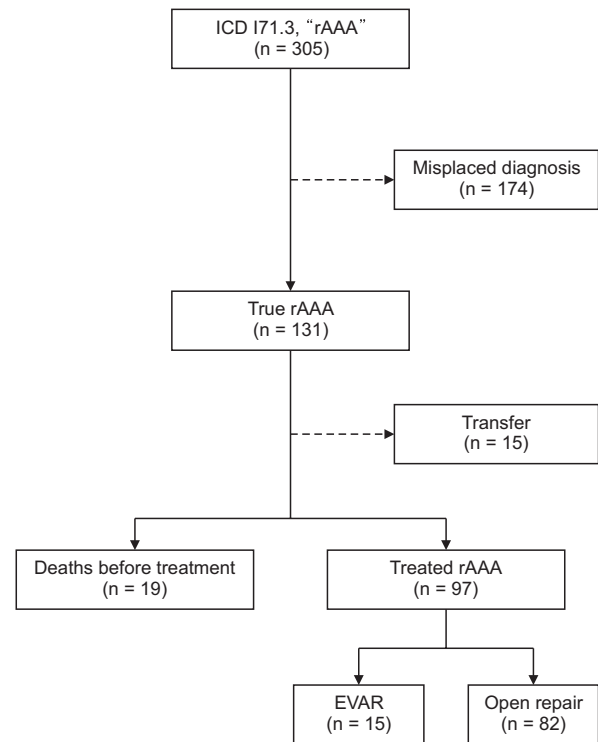 ICD I71.3, “rAAA”
(n = 305)
Misplaced diagnosis
(n = 174)
True rAAA
(n = 131)
Transfer
(n = 15)
Deaths before treatment
(n = 19)
Treated rAAA
(n = 97)
EVAR
(n = 15)
Open repair
(n = 82)